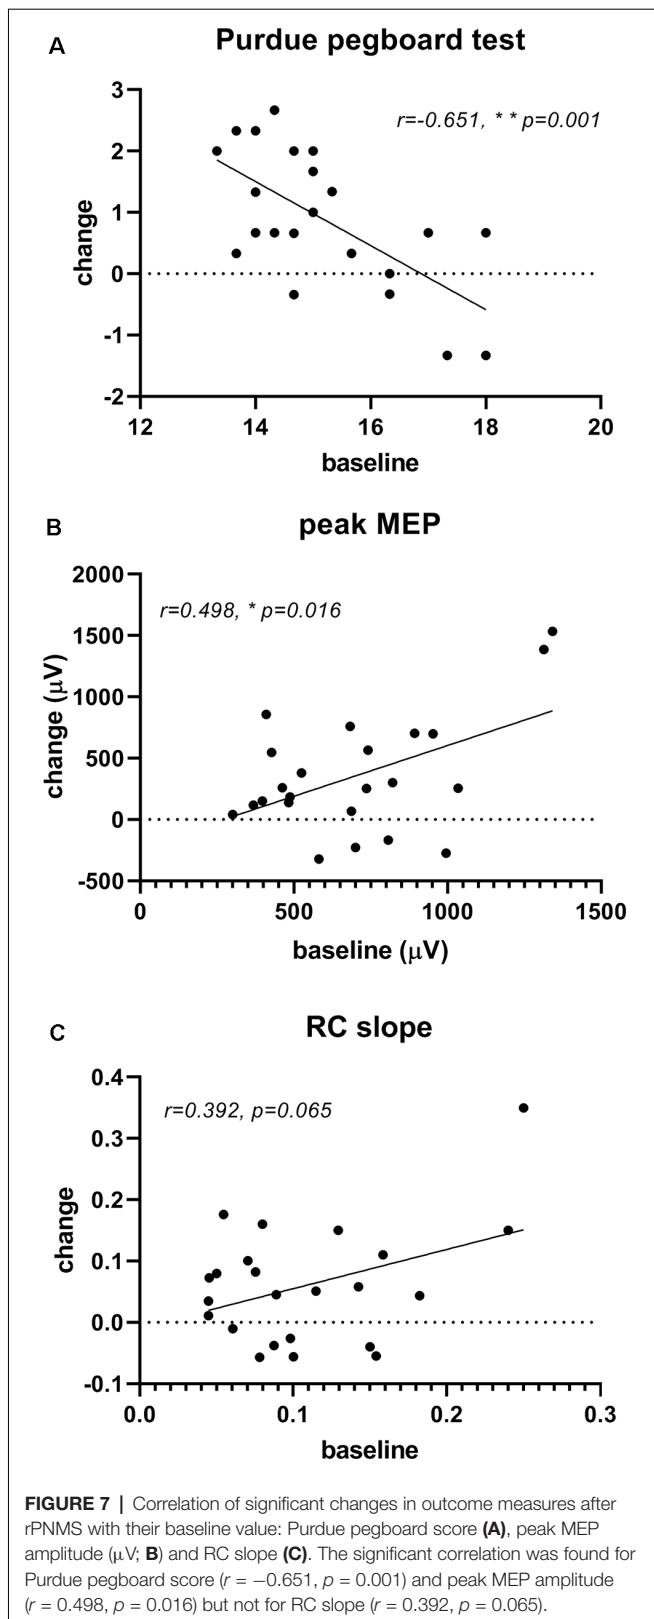 A
Purdue pegboard test
r=-0.651, * * p=0.001
change
3
2
1
0
-1
-2
12 14 16 18 20
baseline
B
peak MEP
r=0.498, * p=0.016
change (µV)
2000
1500
1000
500
0
-500
0 500 1000 1500
baseline (µV)
C
RC slope
r=0.392, p=0.065
change
0.4
0.3
0.2
0.1
0.0
-0.1
0.0 0.1 0.2 0.3
baseline
FIGURE 7 | Correlation of significant changes in outcome measures after
rPNMS with their baseline value: Purdue pegboard score (A), peak MEP
amplitude (µV; B) and RC slope (C). The significant correlation was found for
Purdue pegboard score (r = −0.651, p = 0.001) and peak MEP amplitude
(r = 0.498, p = 0.016) but not for RC slope (r = 0.392, p = 0.065).